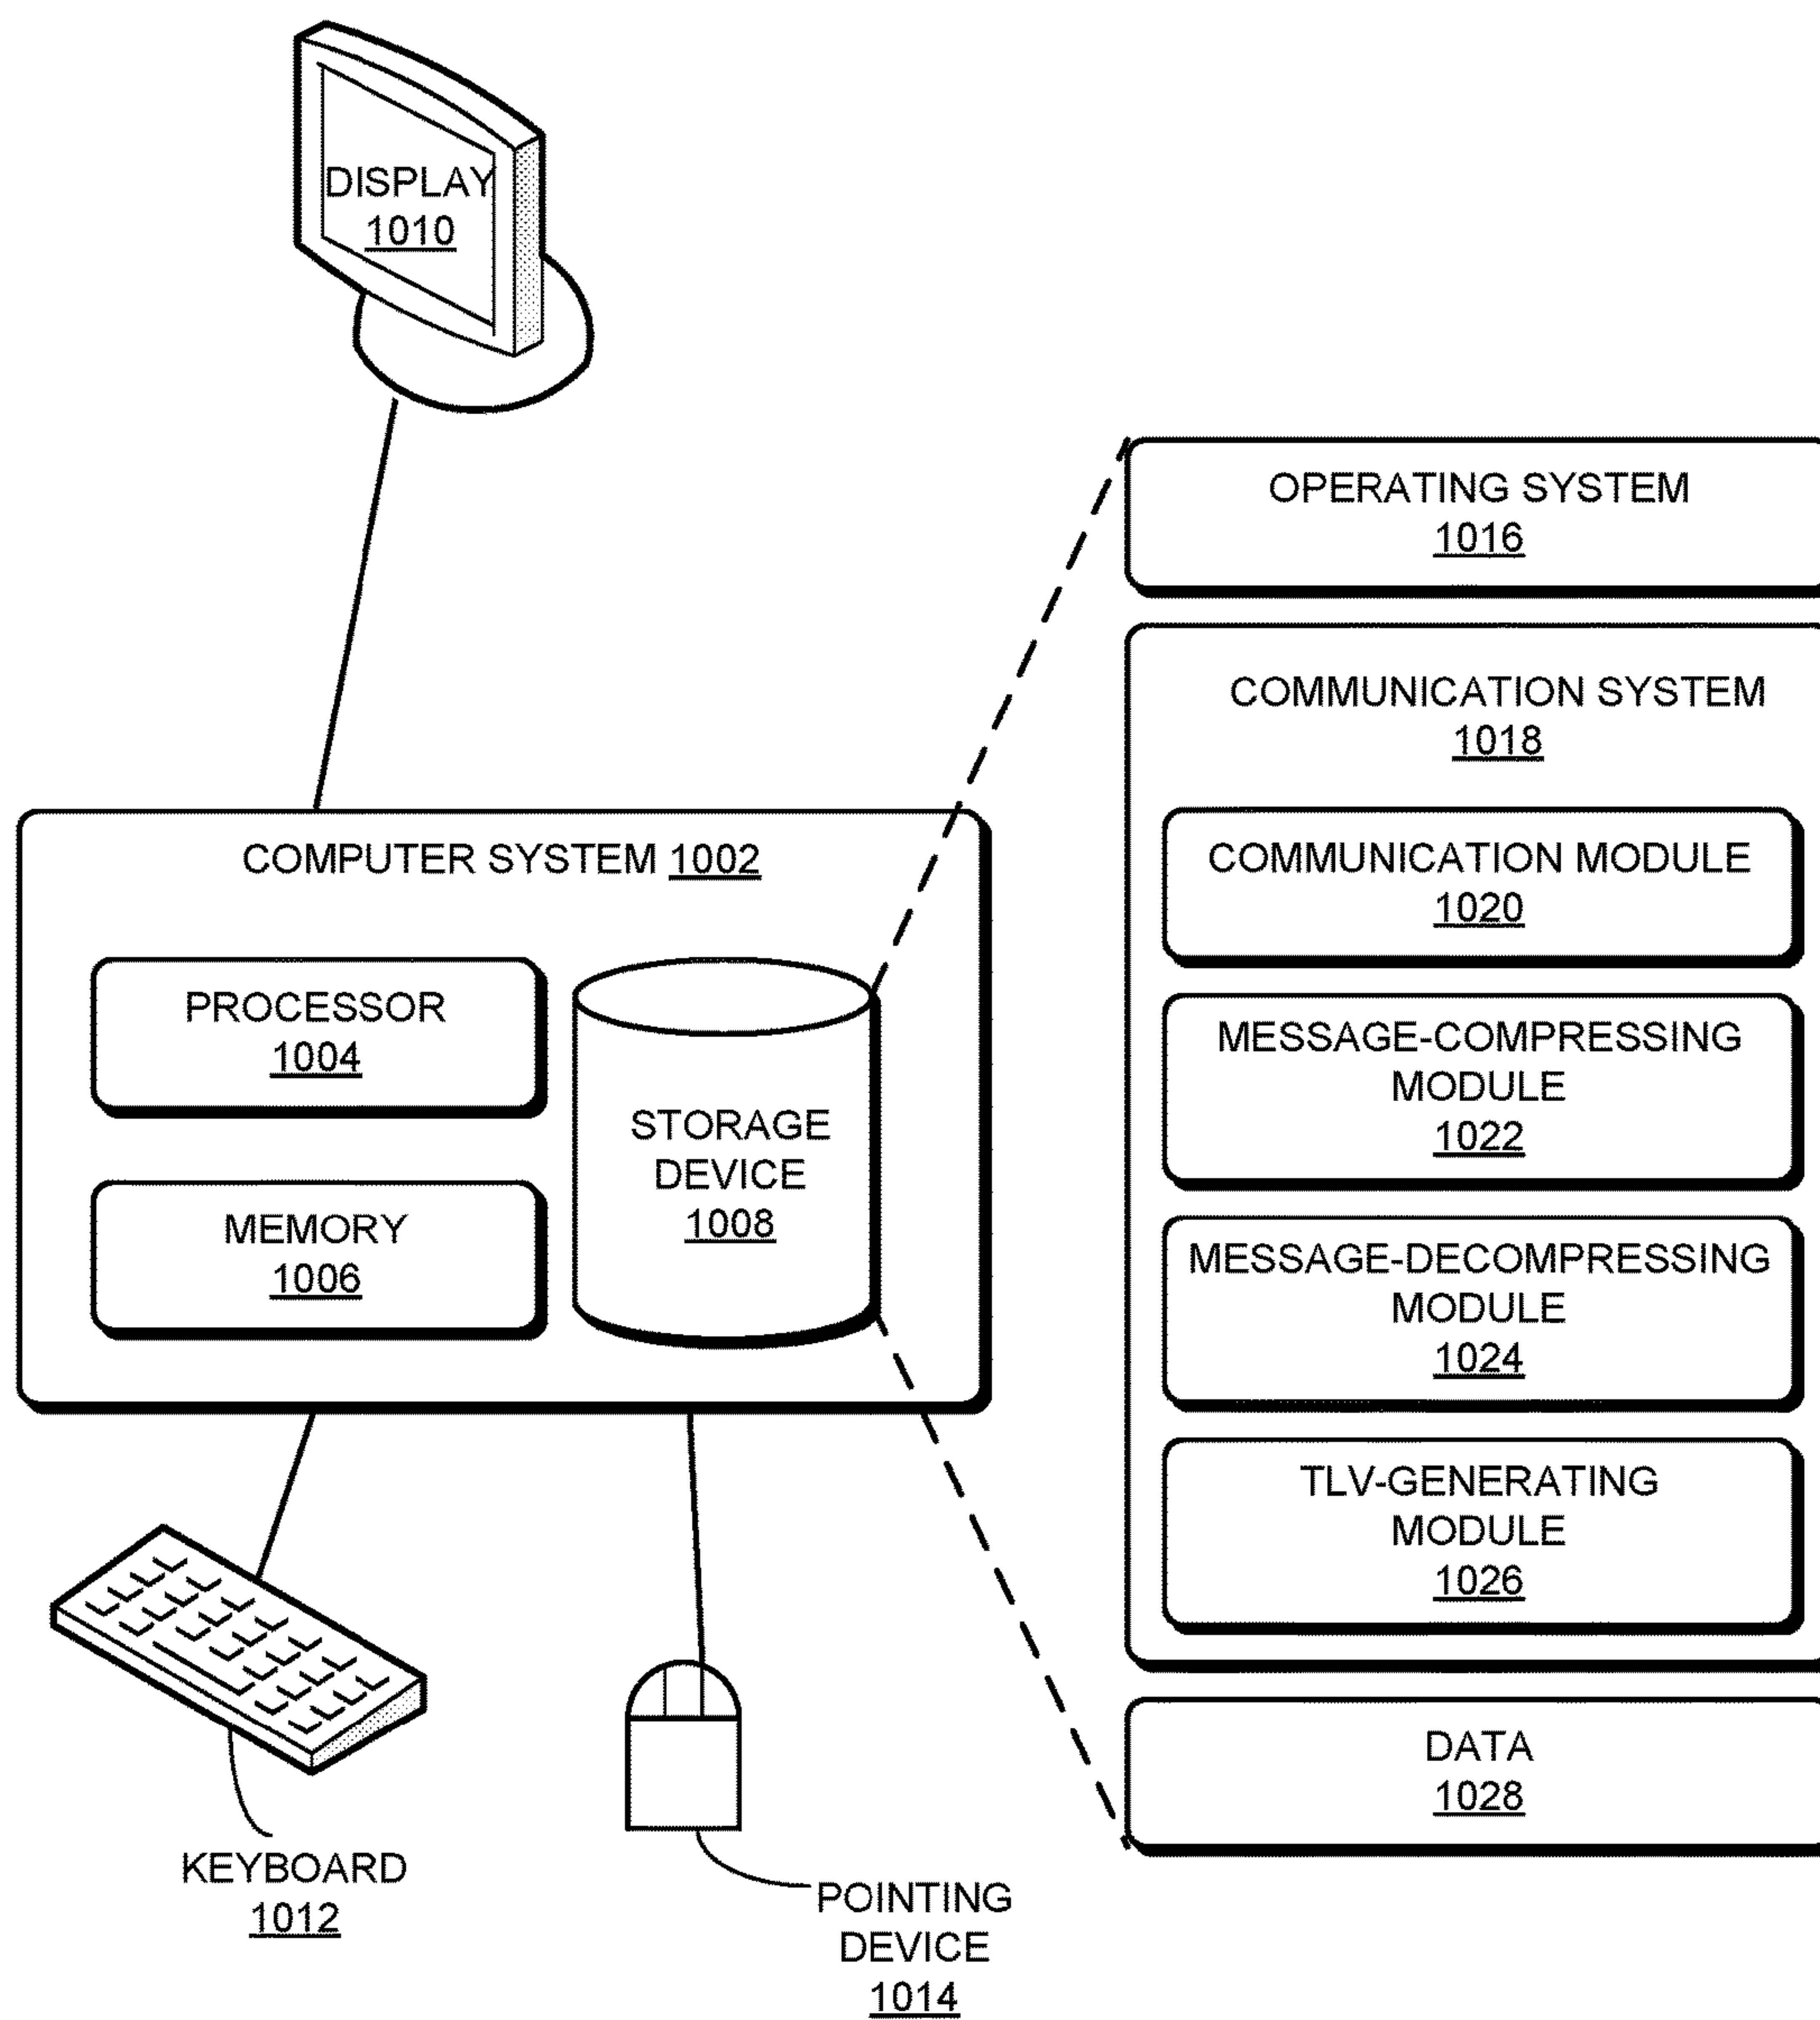 DISPLAY
1010
OPERATING SYSTEM
1016
COMMUNICATION SYSTEM
1018
COMMUNICATION MODULE
1020
MESSAGE-COMPRESSING
MODULE
1022
MESSAGE-DECOMPRESSING
MODULE
1024
TLV-GENERATING
MODULE
1026
DATA
1028
COMPUTER SYSTEM 1002
PROCESSOR
1004
MEMORY
1006
STORAGE
DEVICE
1008
KEYBOARD
1012
POINTING
DEVICE
1014